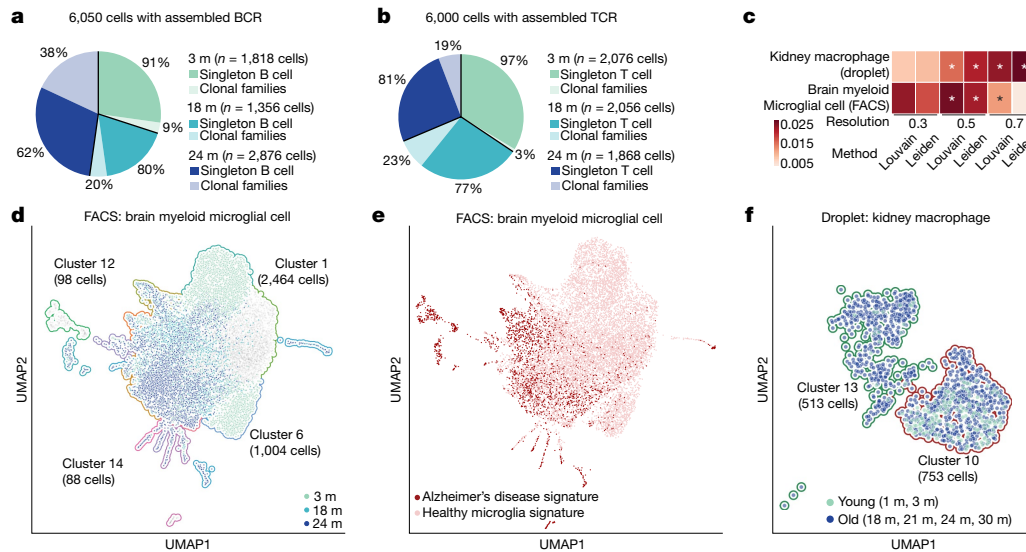 a 6,050 cells with assembled BCR
38%
91%
9%
62%
20%
80%
3 m (n = 1,818 cells)
Singleton B cell
Clonal families
18 m (n = 1,356 cells)
Singleton B cell
Clonal families
24 m (n = 2,876 cells)
Singleton B cell
Clonal families
b 6,000 cells with assembled TCR
19%
97%
81%
3%
23%
77%
3 m (n = 2,076 cells)
Singleton T cell
Clonal families
18 m (n = 2,056 cells)
Singleton T cell
Clonal families
24 m (n = 1,868 cells)
Singleton T cell
Clonal families
c
Kidney macrophage
(droplet)
* * * *
Brain myeloid
Microglial cell (FACS)
* * *
Resolution 0.3 0.5 0.7
0.025
0.015
0.005
Method Louvain Leiden Louvain Leiden Louvain Leide
d FACS: brain myeloid microglial cell
Cluster 12
(98 cells)
Cluster 1
(2,464 cells)
Cluster 6
(1,004 cells)
Cluster 14
(88 cells)
3 m
18 m
24 m
UMAP2
UMAP1
e FACS: brain myeloid microglial cell
Alzheimer's disease signature
Healthy microglia signature
UMAP2
UMAP1
f Droplet: kidney macrophage
Cluster 13
(513 cells)
Cluster 10
(753 cells)
Young (1 m, 3 m)
Old (18 m, 21 m, 24 m, 30 m)
UMAP2
UMAP1